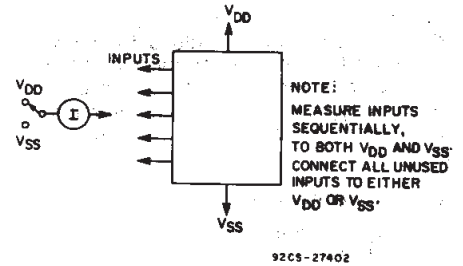 VDD
INPUTS
VDD
I
VSS
NOTE:
MEASURE INPUTS
SEQUENTIALLY,
TO BOTH VDD AND VSS.
CONNECT ALL UNUSED
INPUTS TO EITHER
VDD OR VSS.
VSS
92CS-27402